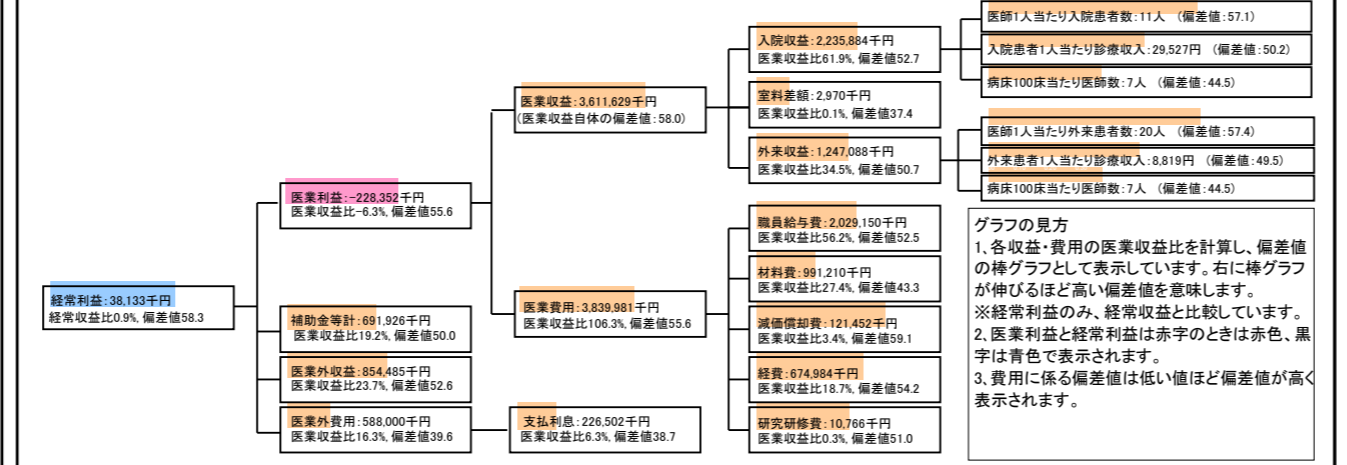 経常利益:38,133千円
経常収益比0.9%, 偏差値58.3
医業利益:-228,352千円
医業収益比-6.3%, 偏差値55.6
補助金等計:691,926千円
医業収益比19.2%, 偏差値50.0
医業外収益:854,485千円
医業収益比23.7%, 偏差値52.6
医業外費用:588,000千円
医業収益比16.3%, 偏差値39.6
医業収益:3,611,629千円
(医業収益自体の偏差値:58.0)
医業費用:3,839,981千円
医業収益比106.3%, 偏差値55.6
支払利息:226,502千円
医業収益比6.3%, 偏差値38.7
入院収益:2,235,884千円
医業収益比61.9%, 偏差値52.7
室料差額:2,970千円
医業収益比0.1%, 偏差値37.4
外来収益:1,247,088千円
医業収益比34.5%, 偏差値50.7
職員給与費:2,029,150千円
医業収益比56.2%, 偏差値52.5
材料費:991,210千円
医業収益比27.4%, 偏差値43.3
減価償却費:121,452千円
医業収益比3.4%, 偏差値59.1
経費:674,984千円
医業収益比18.7%, 偏差値54.2
研究研修費:10,766千円
医業収益比0.3%, 偏差値51.0
医師1人当たり入院患者数:11人 (偏差値:57.1)
入院患者1人当たり診療収入:29,527円 (偏差値:50.2)
病床100床当たり医師数:7人 (偏差値:44.5)
医師1人当たり外来患者数:20人 (偏差値:57.4)
外来患者1人当たり診療収入:8,819円 (偏差値:49.5)
病床100床当たり医師数:7人 (偏差値:44.5)
グラフの見方
1、各収益・費用の医業収益比を計算し、偏差値
の棒グラフとして表示しています。右に棒グラフ
が伸びるほど高い偏差値を意味します。
※経常利益のみ、経常収益と比較しています。
2、医業利益と経常利益は赤字のときは赤色、黒
字は青色で表示されます。
3、費用に係る偏差値は低い値ほど偏差値が高く
表示されます。